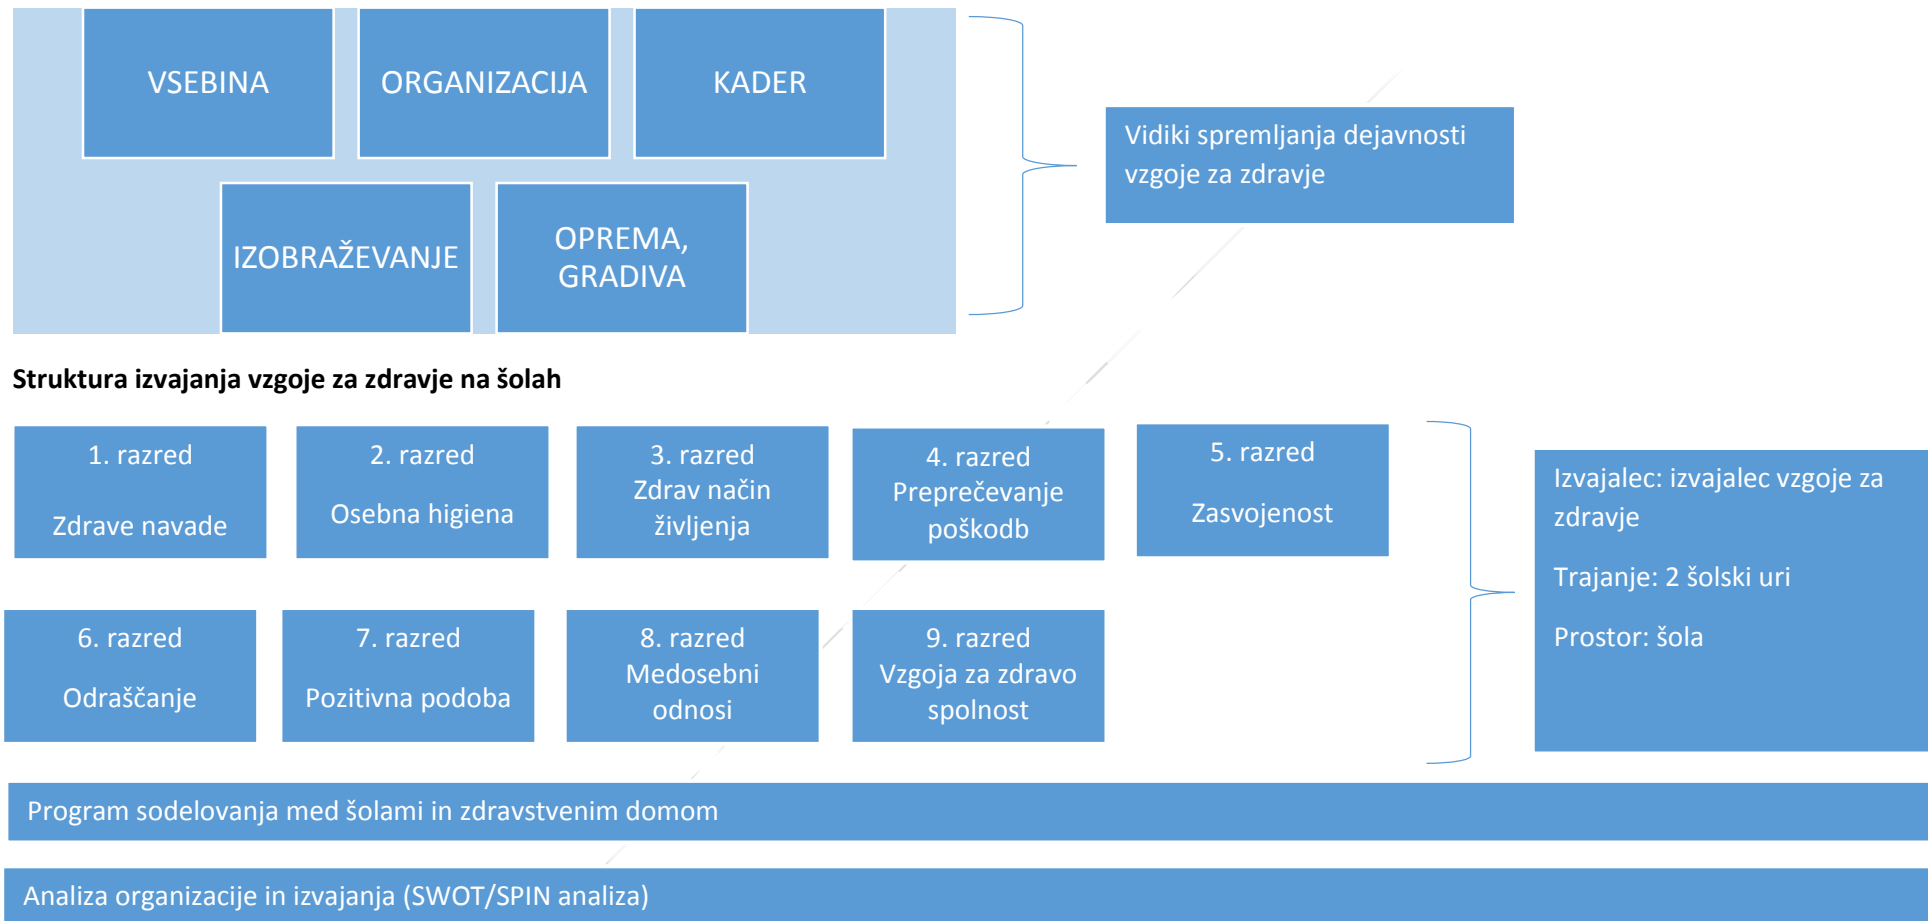 VSEBINA
ORGANIZACIJA
KADER
IZOBRAŽEVANJE
OPREMA,
GRADIVA
Vidiki spremljanja dejavnosti
vzgoje za zdravje
Struktura izvajanja vzgoje za zdravje na šolah
1. razred
Zdrave navade
2. razred
Osebna higiena
3. razred
Zdrav način
življenja
4. razred
Preprečevanje
poškodb
5. razred
Zasvojenost
6. razred
Odraščanje
7. razred
Pozitivna podoba
8. razred
Medosebni
odnosi
9. razred
Vzgoja za zdravo
spolnost
Izvajalec: izvajalec vzgoje za
zdravje
Trajanje: 2 šolski uri
Prostor: šola
Program sodelovanja med šolami in zdravstvenim domom
Analiza organizacije in izvajanja (SWOT/SPIN analiza)